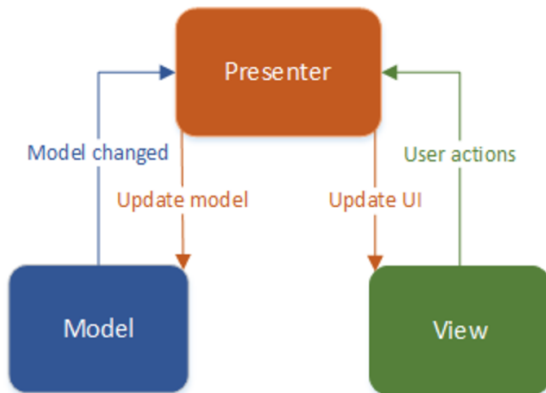 Presenter
Model changed
User actions
Update model
Update UI
Model
View